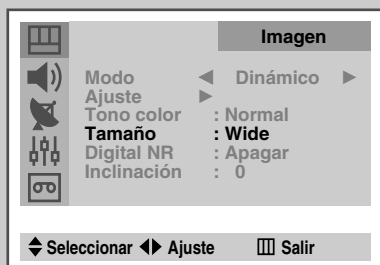 Imagen
Modo ◀ Dinámico ▶
Ajuste ▶
Tono color : Normal
Tamaño : Wide
Digital NR : Apagar
Inclinación : 0
Seleccionar Ajuste Salir